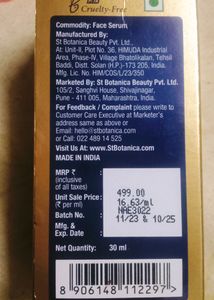 Cruelty-Free
Commodity: Face Serum
Manufactured By:
St Botanica Beauty Pvt. Ltd.
At: Unit-II, Plot No. 36, HIMUDA Industrial
Area, Phase-IV, Village Bhatolikalan, Tehsil
Baddi, Distt. Solan (H.P.)-173 205, India.
Mfg. Lic. No. HIM/COS/L/23/350
Marketed By: St Botanica Beauty Pvt. Ltd.
105/2, Sanghvi House, Shivajinagar,
Pune - 411 005, Maharashtra, India.
For Feedback / Complaint please write to
Customer Care Executive at Marketer's
address same as above or
Email: hello@stbotanica.com
or Call: 022 489 14 525
Visit Us At: www.StBotanica.com
MADE IN INDIA
MRP ₹
(inclusive
of all taxes)
499.00
Unit Sale Price:
(₹ per ml)
16.63/ml
Batch No.
NAE3022
Mfg. &
Exp. Date
:
11/23 & 10/25
Net Quantity: 30 ml
8 906148 112297 >